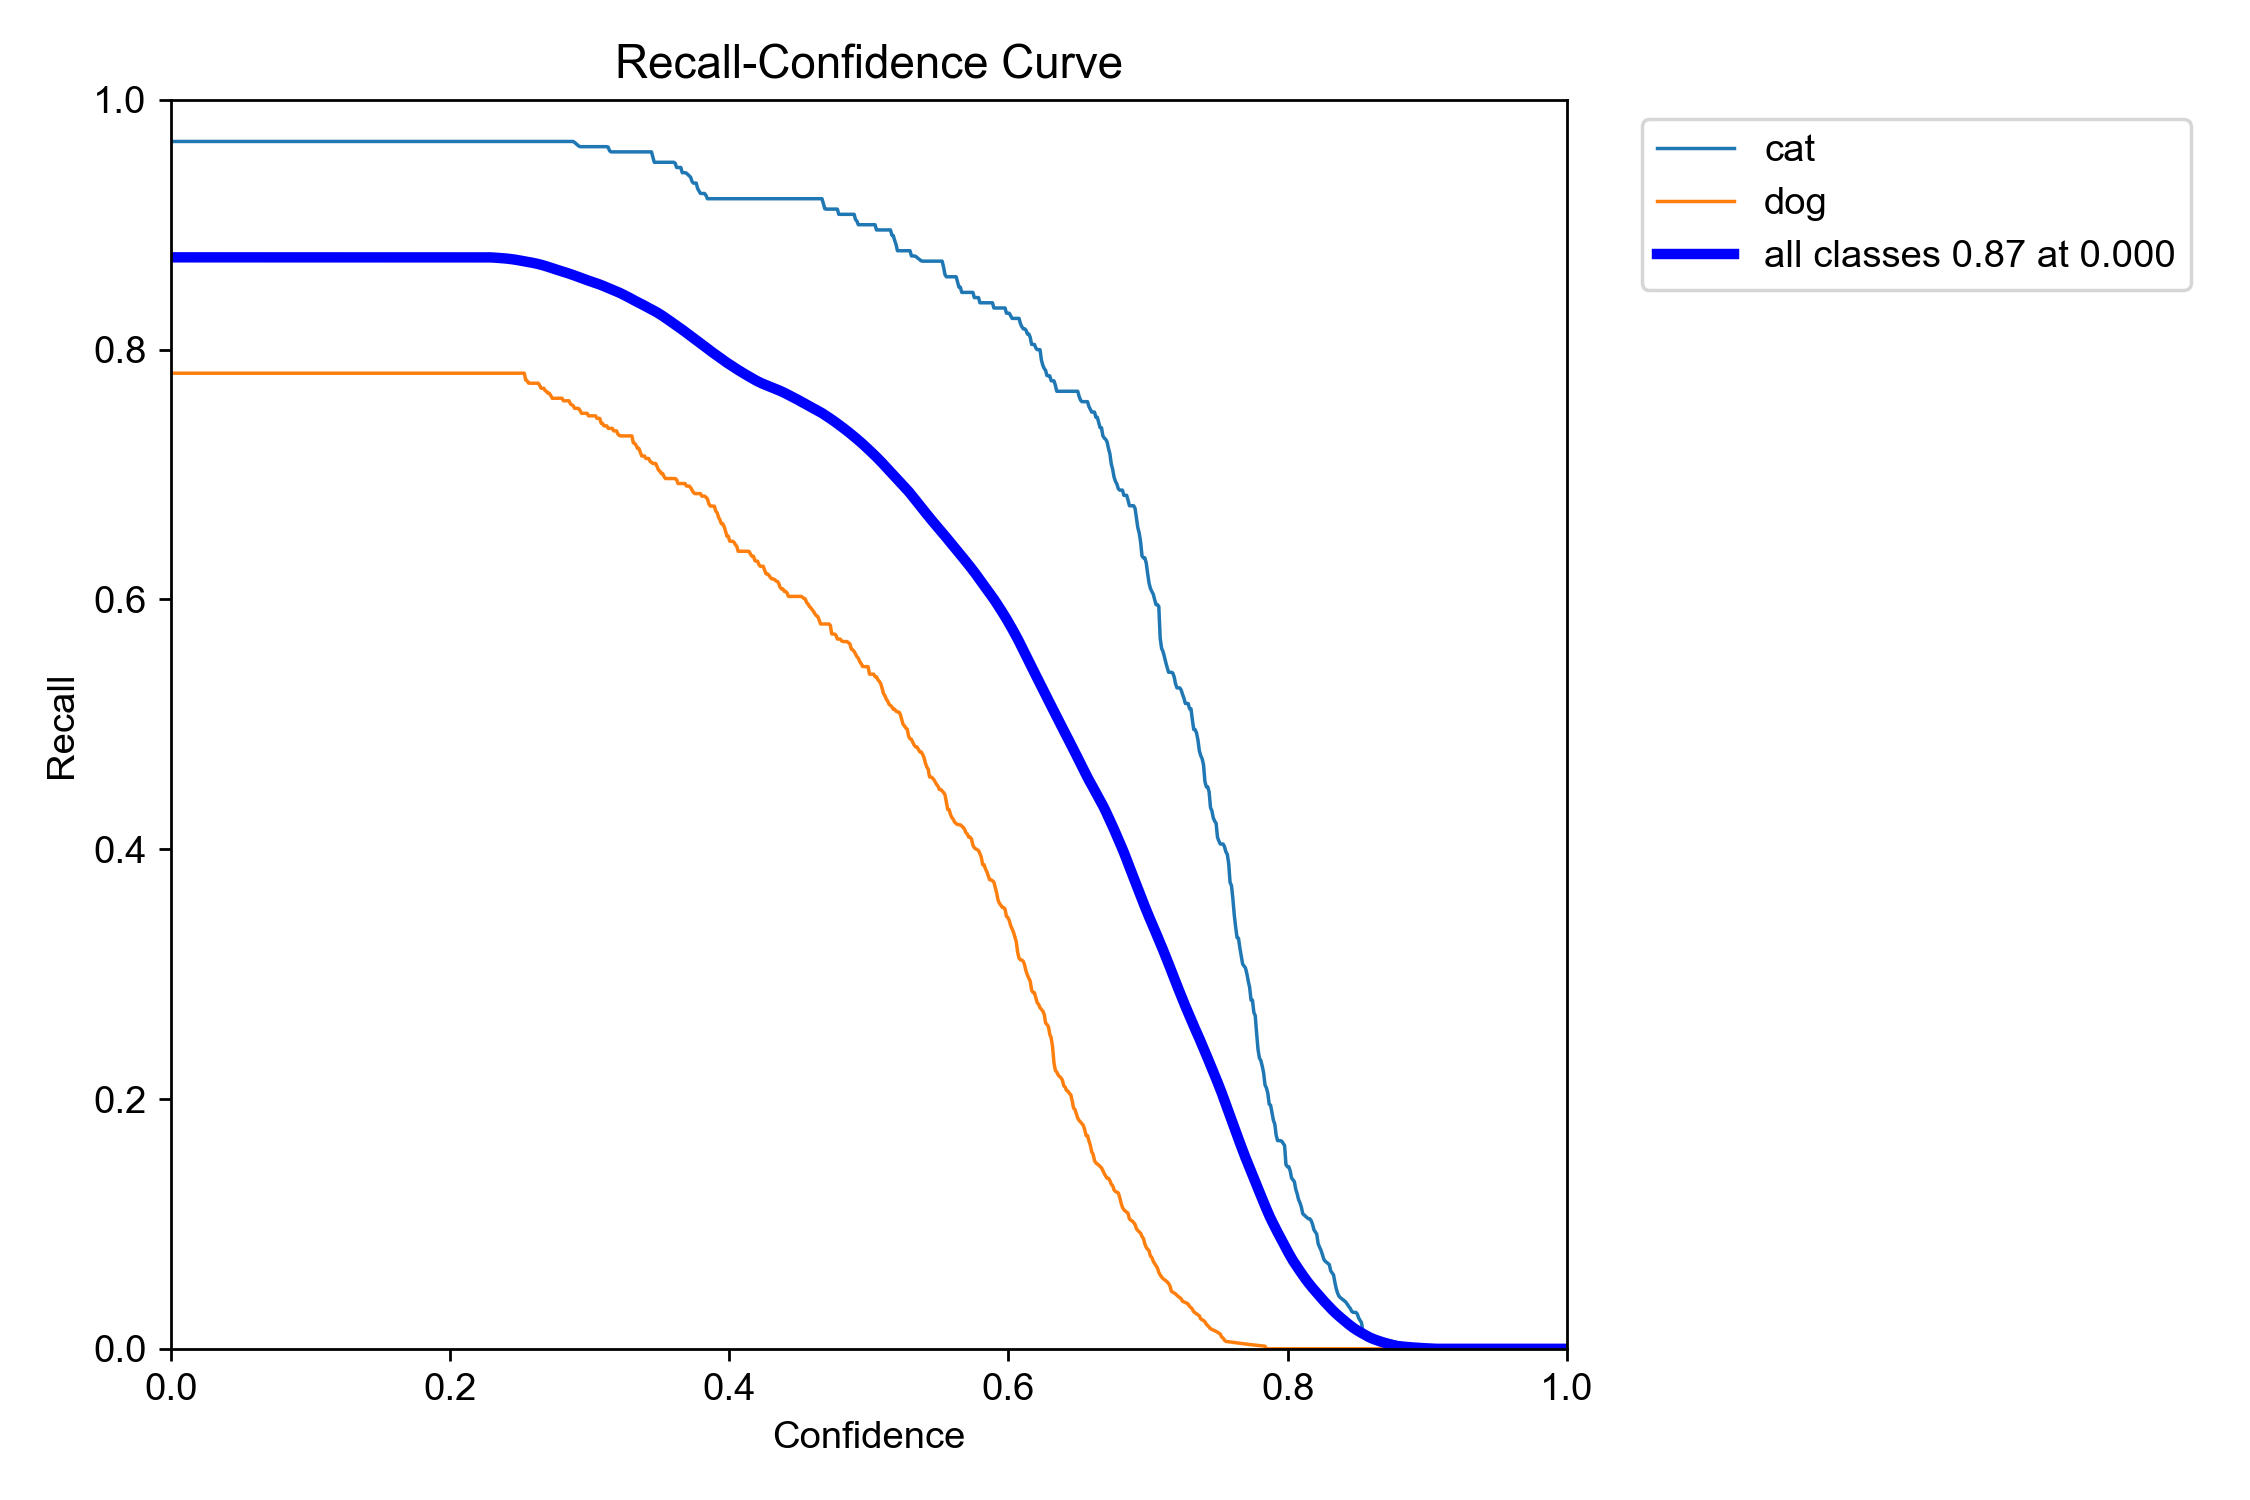 Recall-Confidence Curve
1.0
0.8
0.6
0.4
0.2
0.0
Recall
0.0 0.2 0.4 0.6 0.8 1.0
Confidence
cat
dog
all classes 0.87 at 0.000